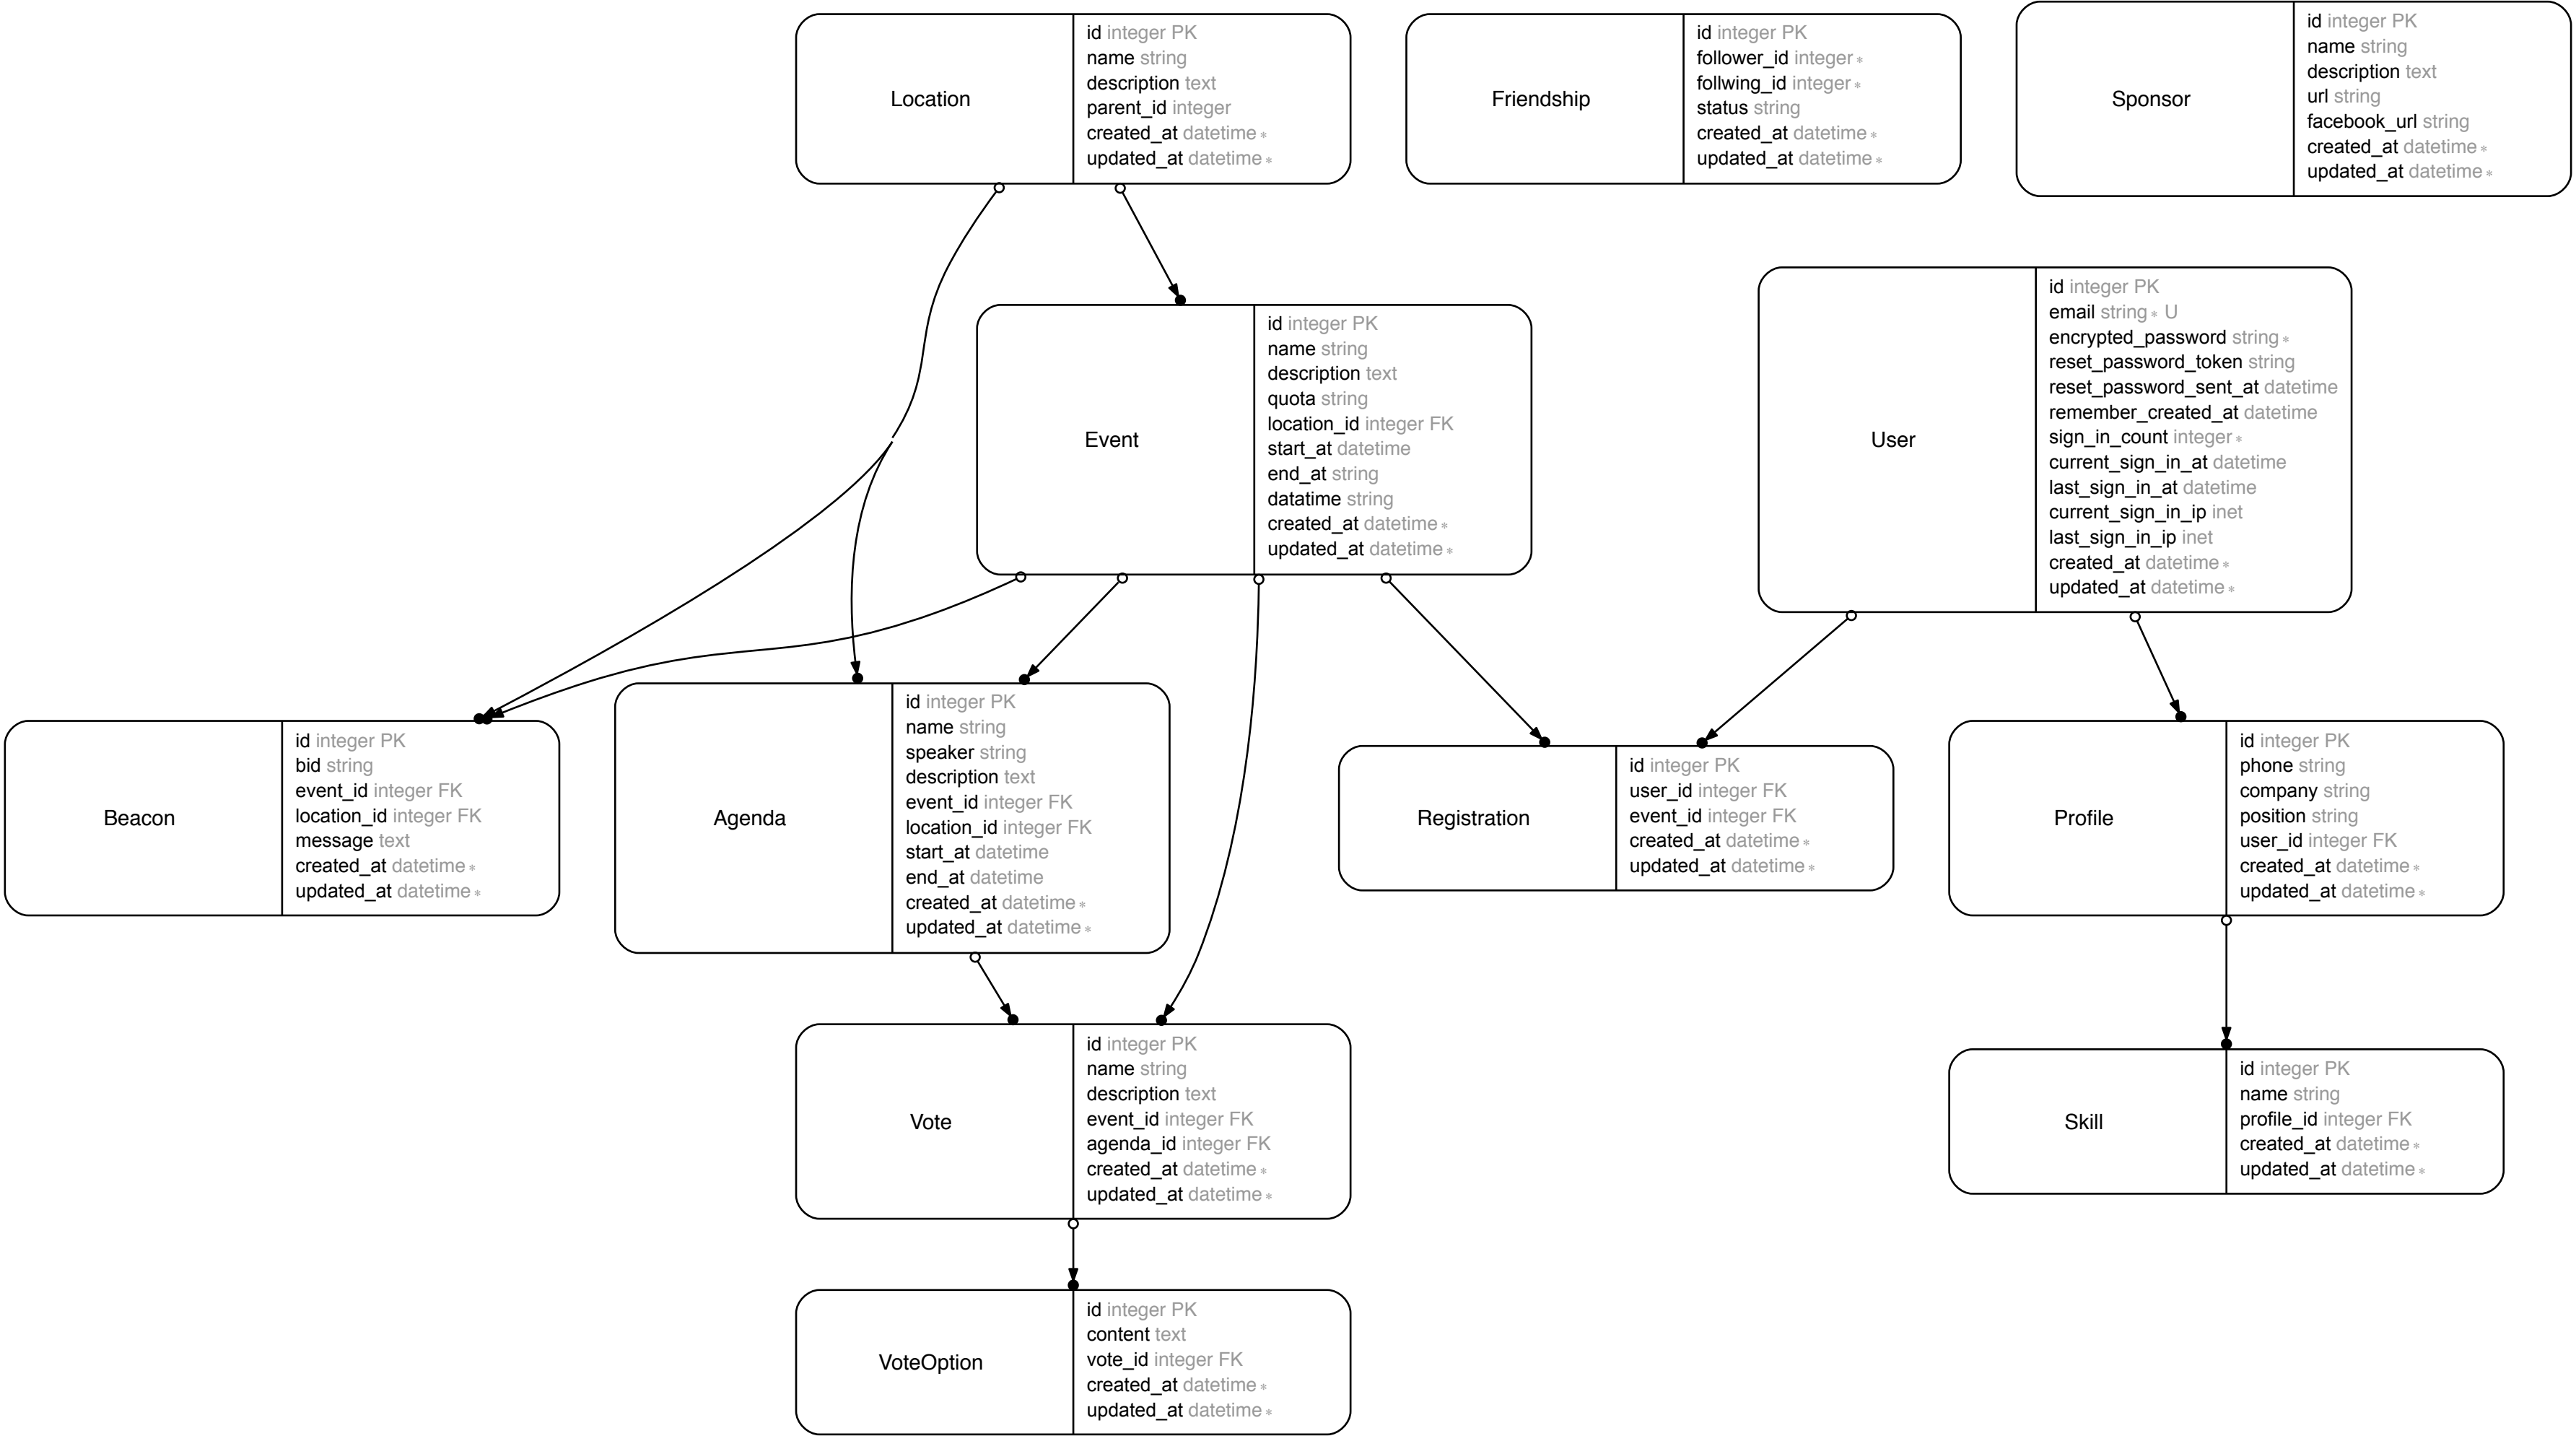 Location
id integer PK
name string
description text
parent_id integer
created_at datetime *
updated_at datetime *
Friendship
id integer PK
follower_id integer *
follwing_id integer *
status string
created_at datetime *
updated_at datetime *
Sponsor
id integer PK
name string
description text
url string
facebook_url string
created_at datetime *
updated_at datetime *
Event
id integer PK
name string
description text
quota string
location_id integer FK
start_at datetime
end_at string
datatime string
created_at datetime *
updated_at datetime *
User
id integer PK
email string * U
encrypted_password string *
reset_password_token string
reset_password_sent_at datetime
remember_created_at datetime
sign_in_count integer *
current_sign_in_at datetime
last_sign_in_at datetime
current_sign_in_ip inet
last_sign_in_ip inet
created_at datetime *
updated_at datetime *
Beacon
id integer PK
bid string
event_id integer FK
location_id integer FK
message text
created_at datetime *
updated_at datetime *
Agenda
id integer PK
name string
speaker string
description text
event_id integer FK
location_id integer FK
start_at datetime
end_at datetime
created_at datetime *
updated_at datetime *
Registration
id integer PK
user_id integer FK
event_id integer FK
created_at datetime *
updated_at datetime *
Profile
id integer PK
phone string
company string
position string
user_id integer FK
created_at datetime *
updated_at datetime *
Vote
id integer PK
name string
description text
event_id integer FK
agenda_id integer FK
created_at datetime *
updated_at datetime *
Skill
id integer PK
name string
profile_id integer FK
created_at datetime *
updated_at datetime *
VoteOption
id integer PK
content text
vote_id integer FK
created_at datetime *
updated_at datetime *